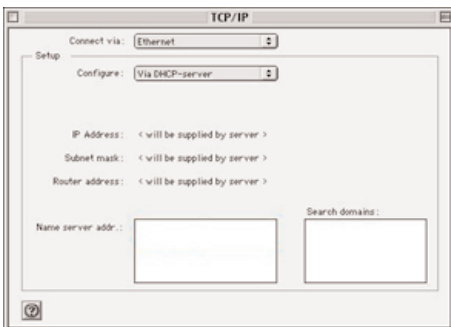 TCP/IP
Connect via: Ethernet
Setup
Configure: Via DHCP-server
IP Address: < will be supplied by server >
Subnet mask: < will be supplied by server >
Router address: < will be supplied by server >
Search domains:
Name server addr.:
?